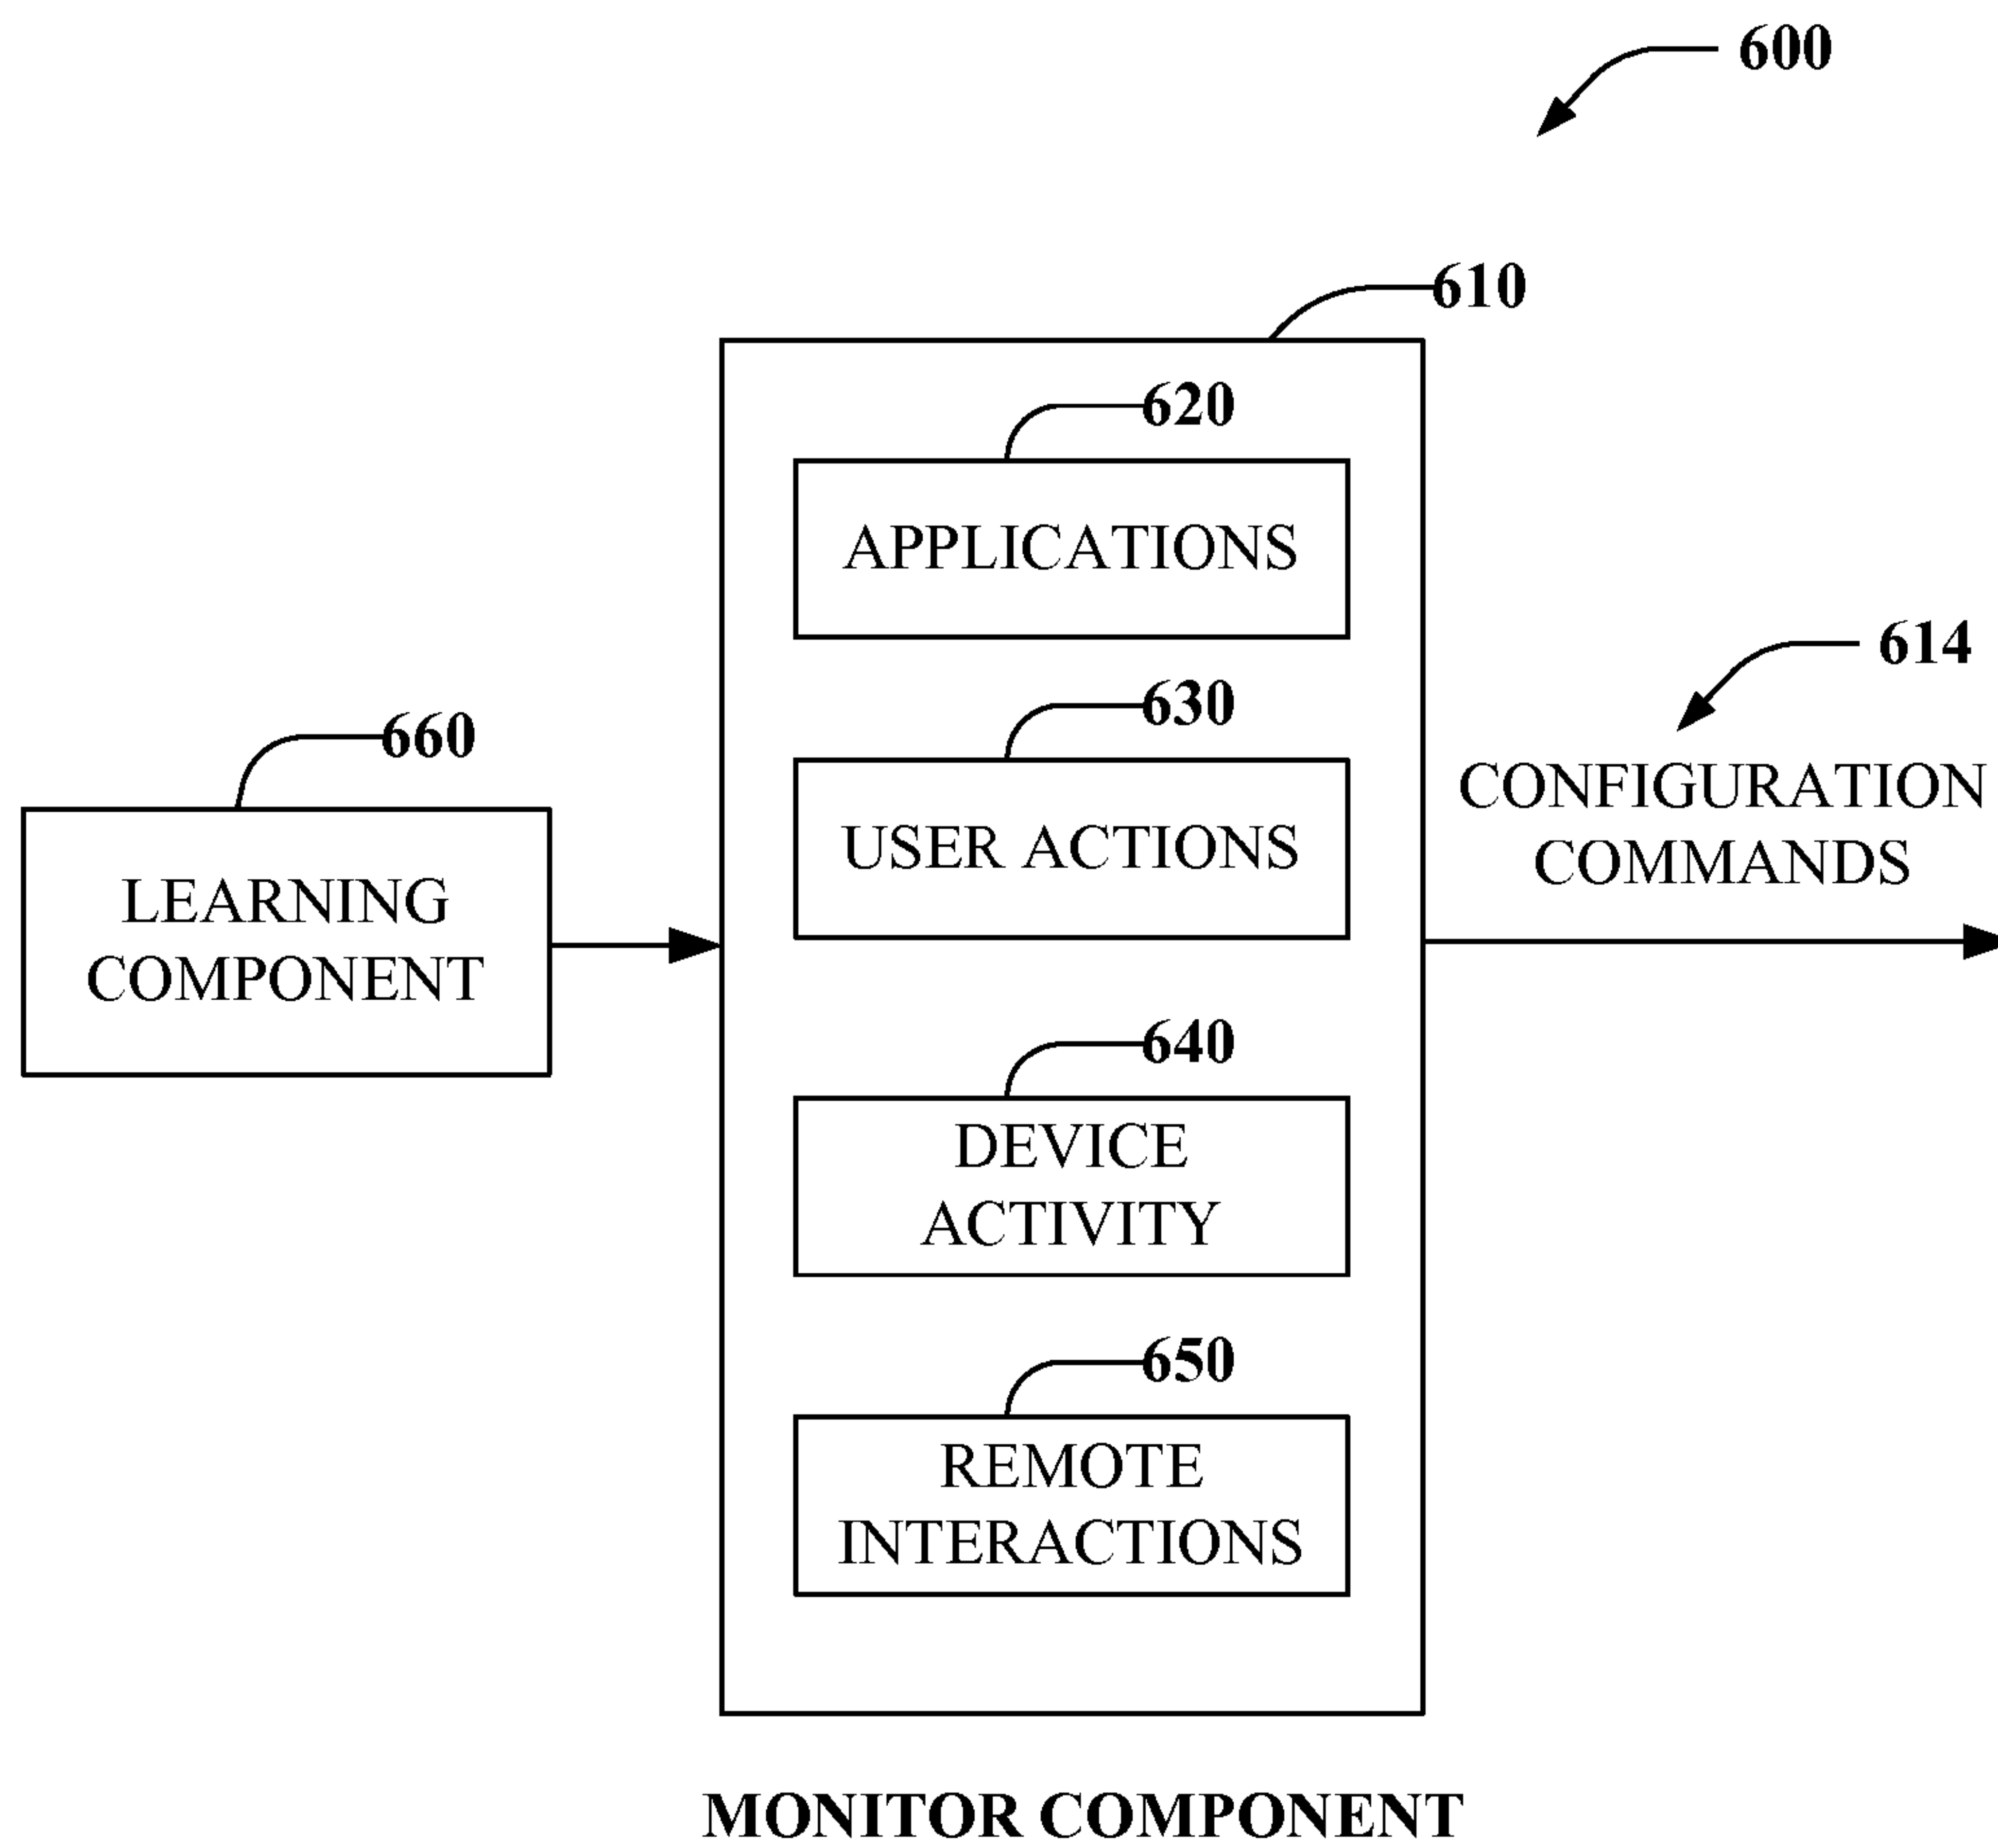 600
610
620
APPLICATIONS
614
630
660
CONFIGURATION
COMMANDS
USER ACTIONS
LEARNING
COMPONENT
640
DEVICE
ACTIVITY
650
REMOTE
INTERACTIONS
MONITOR COMPONENT